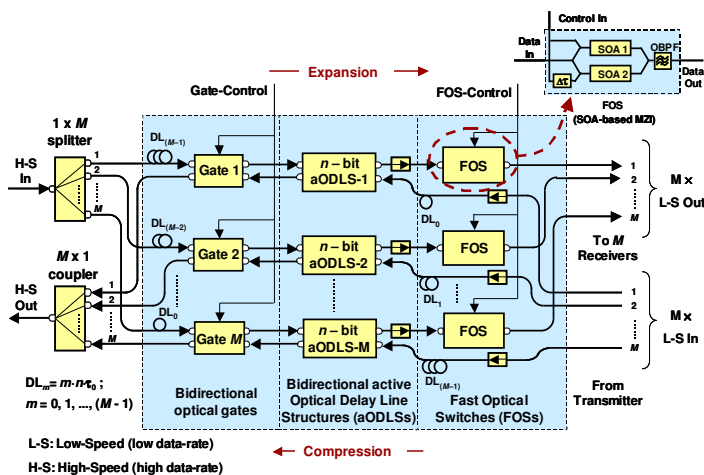 Control In
Data
In
SOA 1
OBPF
Δτ
SOA 2
Data
Out
FOS
(SOA-based MZI)
Expansion
Gate-Control
FOS-Control
1 x M
splitter
H-S
In
1
2
M
DL(M–1)
Gate 1
n – bit
aODLS-1
FOS
DL0
1
2
M
M ×
L-S Out
To M
Receivers
DL(M–2)
Gate 2
n – bit
aODLS-2
FOS
DL1
M x 1
coupler
H-S
Out
1
2
M
DL0
Gate M
n – bit
aODLS-M
FOS
DL(M–1)
1
2
M
M ×
L-S In
From
Transmitter
DLm= m·n·τ0 ;
m = 0, 1, ..., (M - 1)
Bidirectional
optical gates
Bidirectional active
Optical Delay Line
Structures (aODLSs)
Fast Optical
Switches (FOSs)
Compression
L-S: Low-Speed (low data-rate)
H-S: High-Speed (high data-rate)